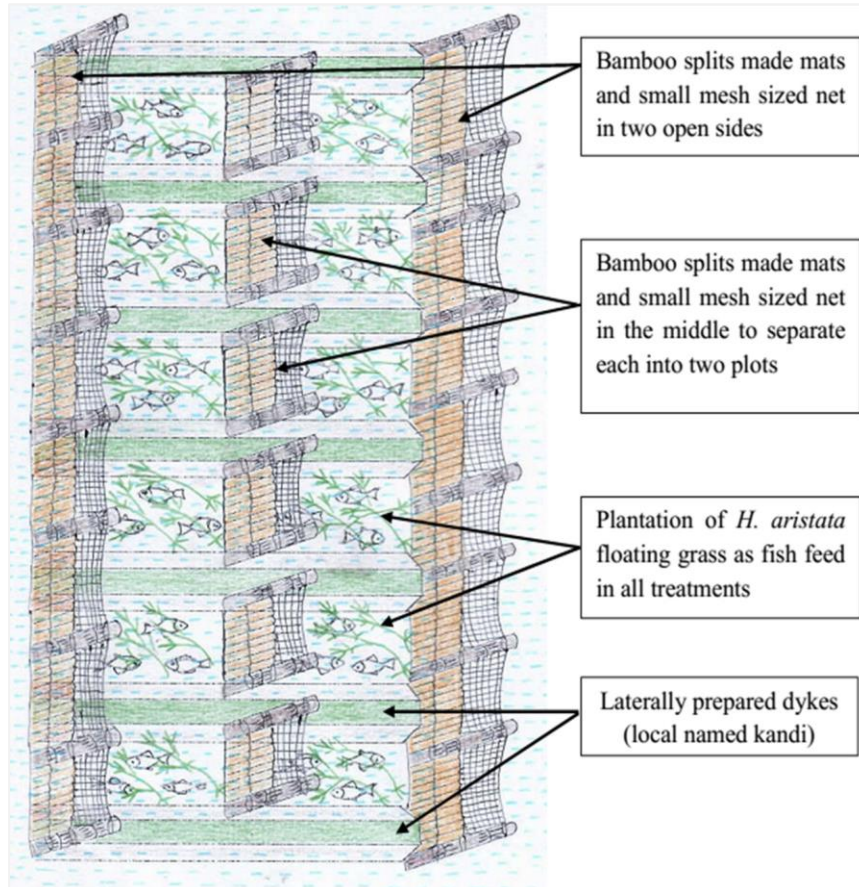 Bamboo splits made mats
and small mesh sized net
in two open sides
Bamboo splits made mats
and small mesh sized net
in the middle to separate
each into two plots
Plantation of H. aristata
floating grass as fish feed
in all treatments
Laterally prepared dykes
(local named kandi)